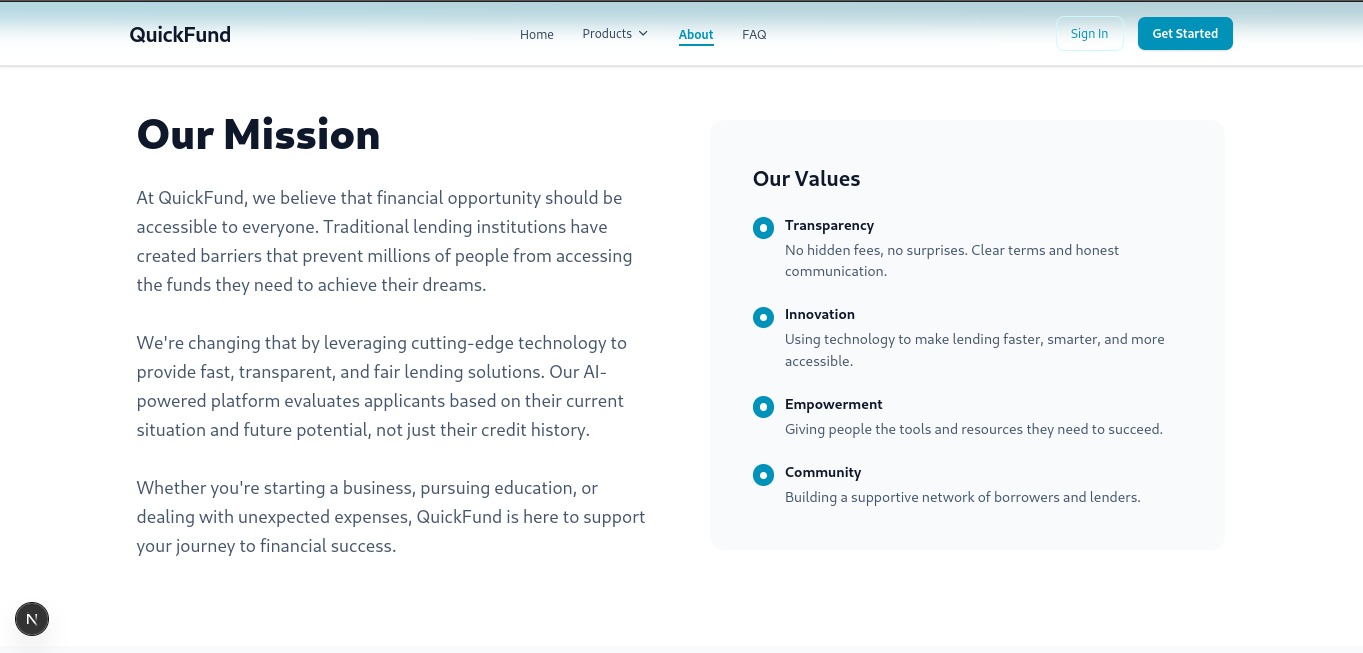 QuickFund
Home
Products
About
FAQ
Sign In
Get Started
Our Mission
At QuickFund, we believe that financial opportunity should be
accessible to everyone. Traditional lending institutions have
created barriers that prevent millions of people from accessing
the funds they need to achieve their dreams.
We're changing that by leveraging cutting-edge technology to
provide fast, transparent, and fair lending solutions. Our AI-
powered platform evaluates applicants based on their current
situation and future potential, not just their credit history.
Whether you're starting a business, pursuing education, or
dealing with unexpected expenses, QuickFund is here to support
your journey to financial success.
Our Values
Transparency
No hidden fees, no surprises. Clear terms and honest
communication.
Innovation
Using technology to make lending faster, smarter, and more
accessible.
Empowerment
Giving people the tools and resources they need to succeed.
Community
Building a supportive network of borrowers and lenders.
N